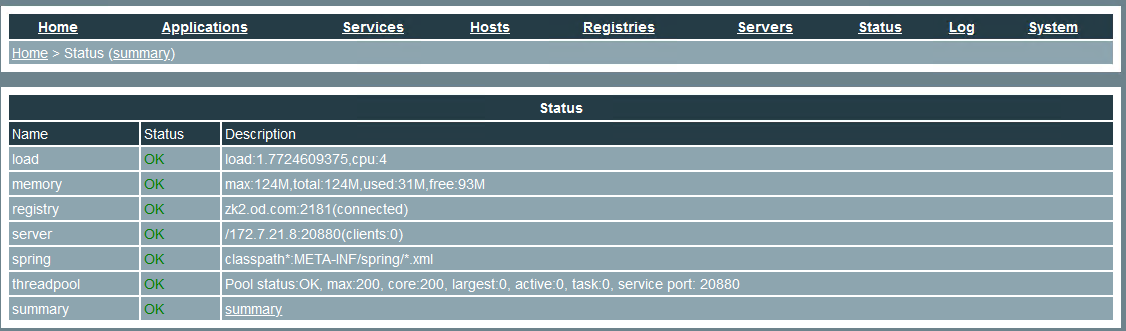 Home Applications Services Hosts Registries Servers Status Log System
Home > Status (summary)
Status
Name Status Description
load OK load:1.7724609375,cpu:4
memory OK max:124M,total:124M,used:31M,free:93M
registry OK zk2.od.com:2181(connected)
server OK /172.7.21.8:20880(clients:0)
spring OK classpath*:META-INF/spring/*.xml
threadpool OK Pool status:OK, max:200, core:200, largest:0, active:0, task:0, service port: 20880
summary OK summary